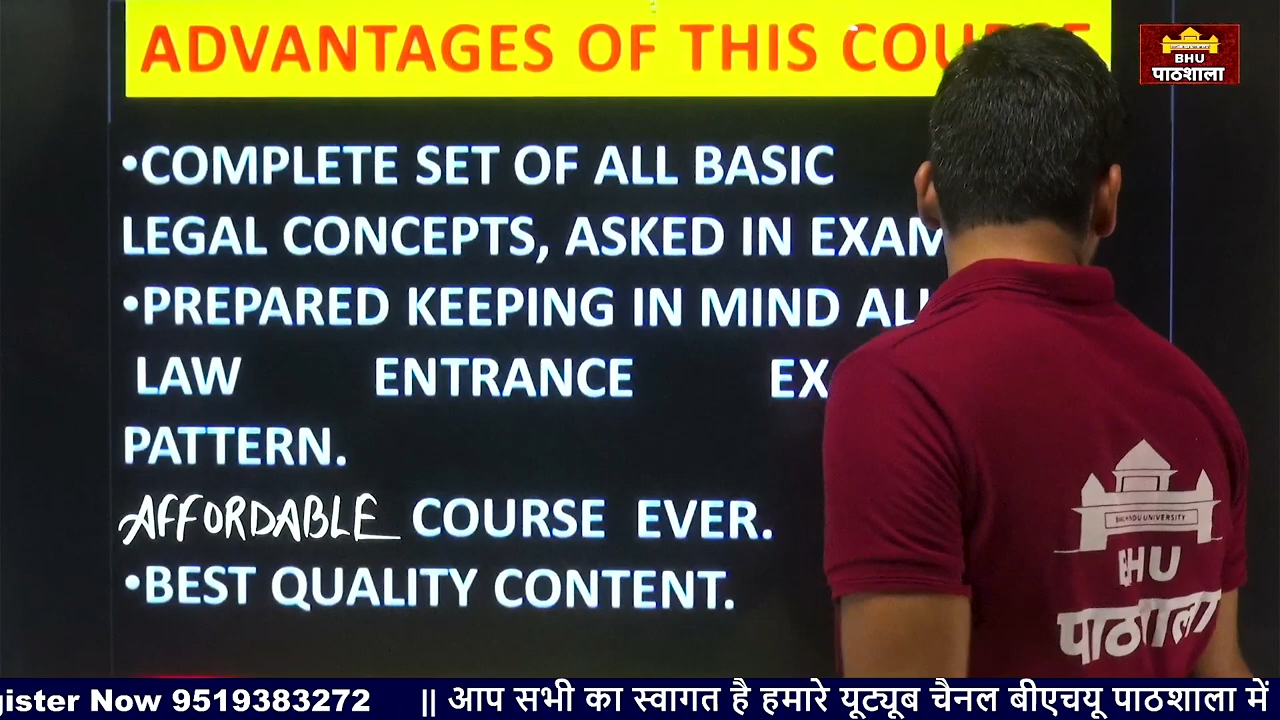 ADVANTAGES OF THIS COURSE
BHU
पाठशाला
•COMPLETE SET OF ALL BASIC
LEGAL CONCEPTS, ASKED IN EXAM
•PREPARED KEEPING IN MIND ALL
LAW ENTRANCE EX
PATTERN.
AFFORDABLE COURSE EVER.
•BEST QUALITY CONTENT.
BHU
पाठशाला
gister Now 9519383272 || आप सभी का स्वागत है हमारे यूट्यूब चैनल बीएचयू पाठशाला में